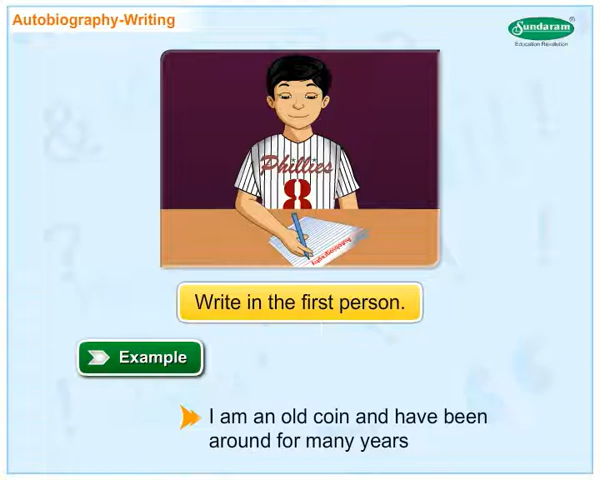 Autobiography-Writing
Sundaram
Education Revolution
Phillies
8
Autobiography
Write in the first person.
Example
I am an old coin and have been
around for many years